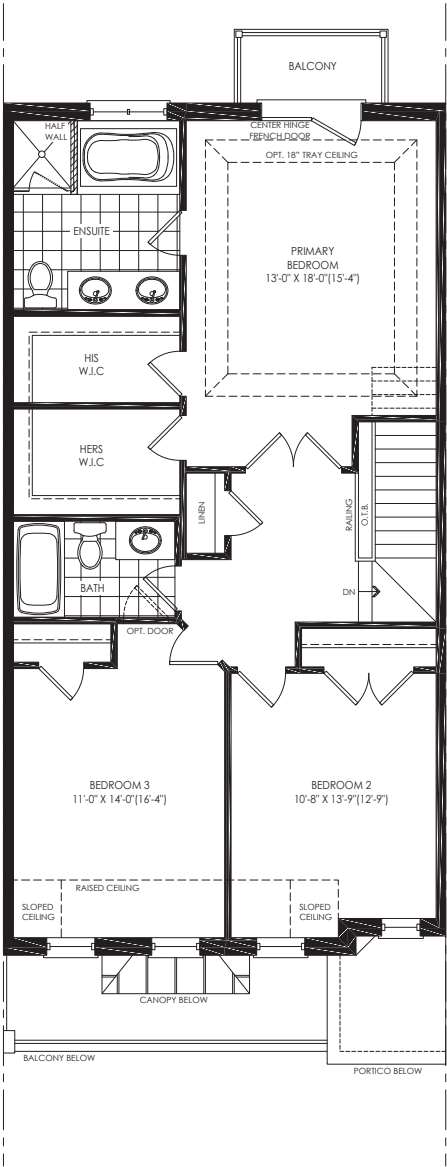 BALCONY
HALF
WALL
CENTER HINGE
FRENCH DOOR
OPT. 18" TRAY CEILING
ENSUITE
PRIMARY
BEDROOM
13'-0" X 18'-0"(15'-4")
HIS
W.I.C
HERS
W.I.C
LINEN
RAILING
O.T.B.
BATH
DN
OPT. DOOR
BEDROOM 3
11'-0" X 14'-0"(16'-4")
BEDROOM 2
10'-8" X 13'-9"(12'-9")
RAISED CEILING
SLOPED
CEILING
SLOPED
CEILING
CANOPY BELOW
BALCONY BELOW
PORTICO BELOW